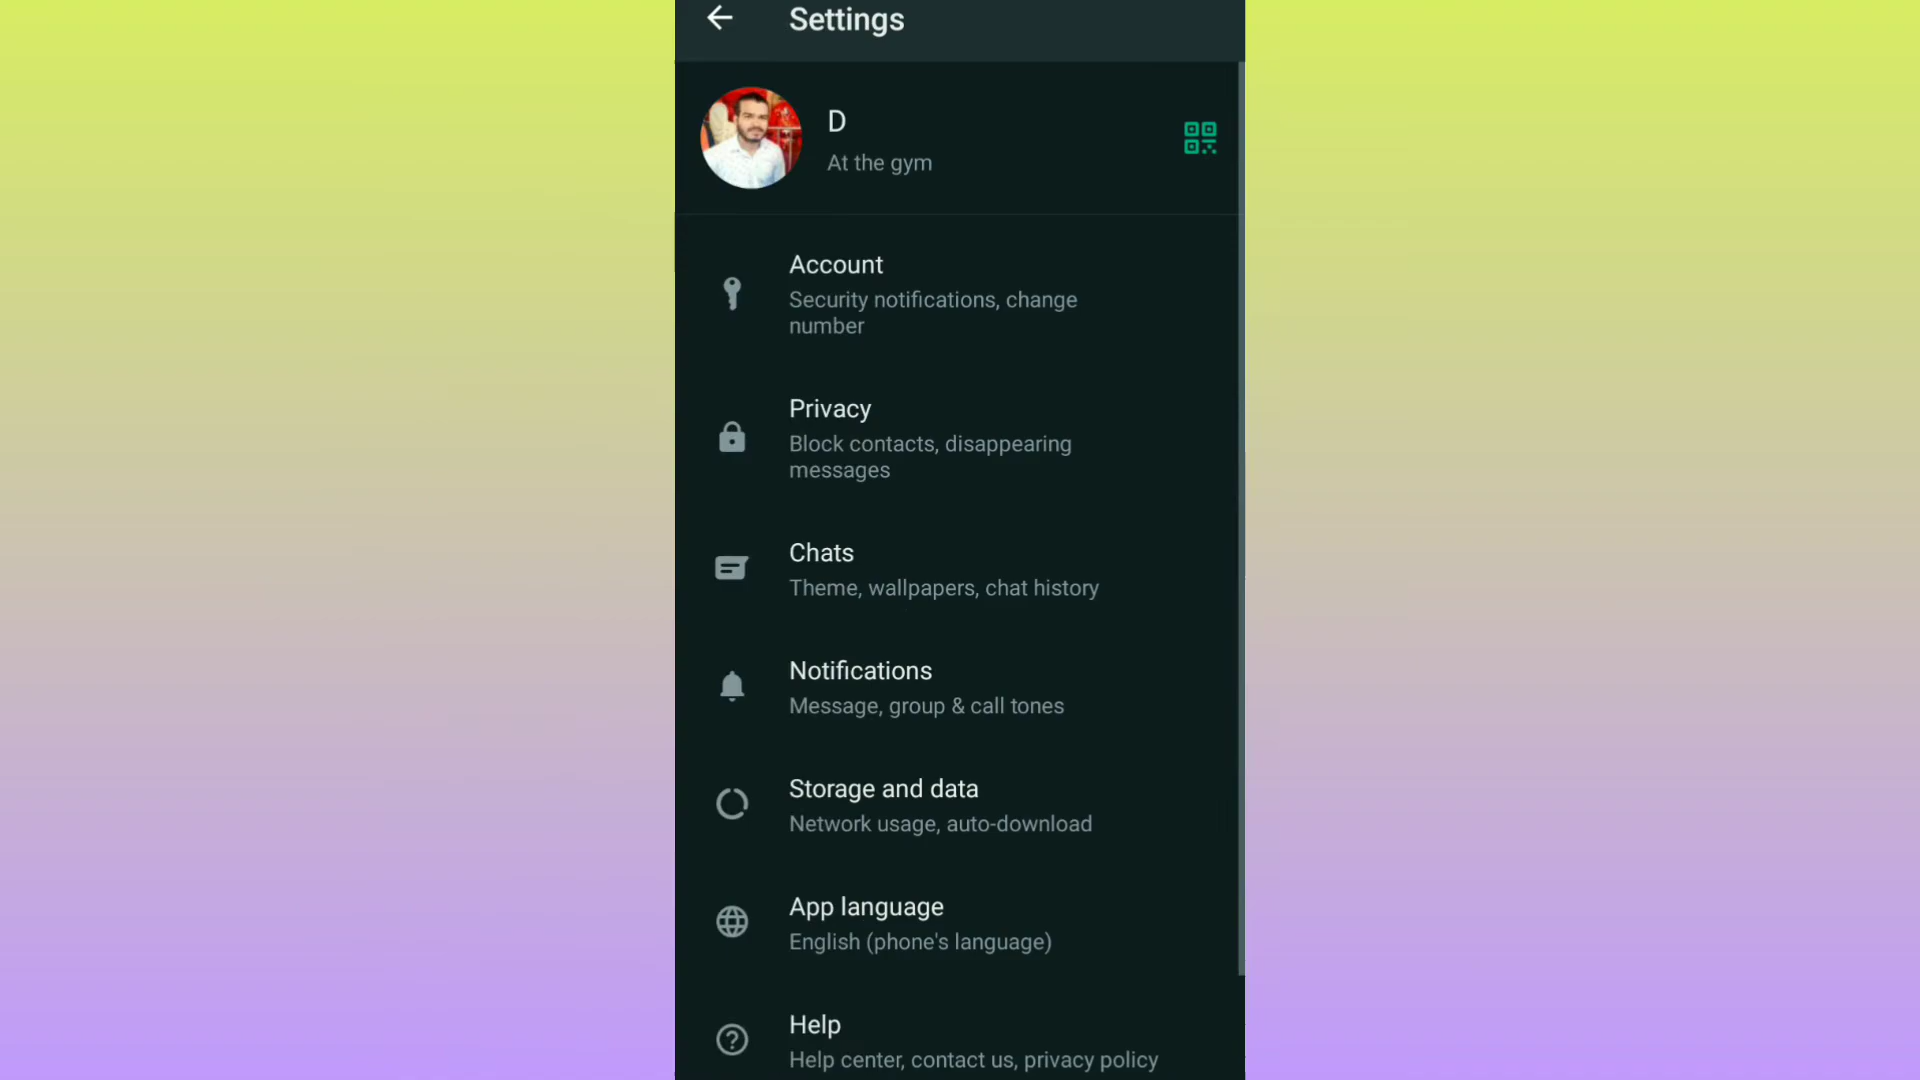 Settings
D
At the gym
Account
Security notifications, change
number
Privacy
Block contacts, disappearing
messages
Chats
Theme, wallpapers, chat history
Notifications
Message, group & call tones
Storage and data
Network usage, auto-download
App language
English (phone's language)
Help
Help center, contact us, privacy policy